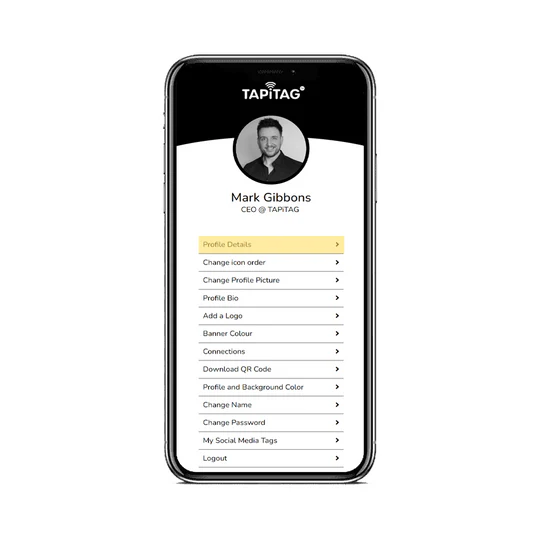 TAPiTAG
Mark Gibbons
CEO @ TAPiTAG
Profile Details
Change icon order
Change Profile Picture
Profile Bio
Add a Logo
Banner Colour
Connections
Download QR Code
Profile and Background Color
Change Name
Change Password
My Social Media Tags
Logout